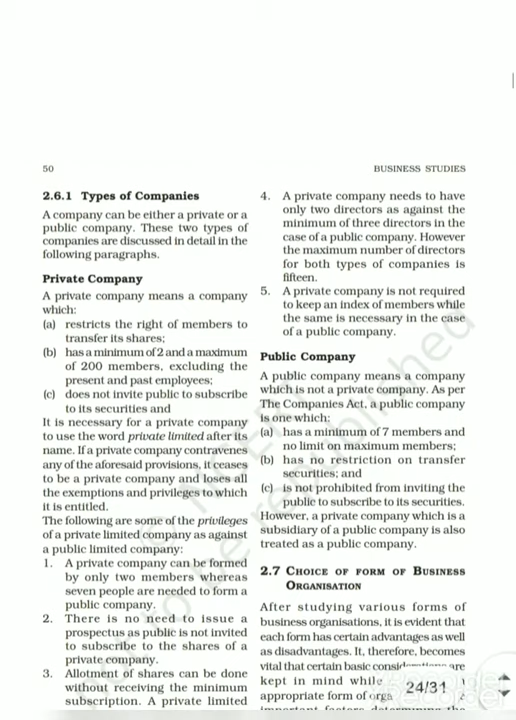 50
BUSINESS STUDIES
2.6.1 Types of Companies
A company can be either a private or a
public company. These two types of
companies are discussed in detail in the
following paragraphs.
Private Company
A private company means a company
which:
(a) restricts the right of members to
transfer its shares;
(b) has a minimum of 2 and a maximum
of 200 members, excluding the
present and past employees;
(c) does not invite public to subscribe
to its securities and
It is necessary for a private company
to use the word private limited after its
name. If a private company contravenes
any of the aforesaid provisions, it ceases
to be a private company and loses all
the exemptions and privileges to which
it is entitled.
The following are some of the privileges
of a private limited company as against
a public limited company:
1. A private company can be formed
by only two members whereas
seven people are needed to form a
public company.
2. There is no need to issue a
prospectus as public is not invited
to subscribe to the shares of a
private company.
3. Allotment of shares can be done
without receiving the minimum
subscription. A private limited
4. A private company needs to have
only two directors as against the
minimum of three directors in the
case of a public company. However
the maximum number of directors
for both types of companies is
fifteen.
5. A private company is not required
to keep an index of members while
the same is necessary in the case
of a public company.
Public Company
A public company means a company
which is not a private company. As per
The Companies Act, a public company
is one which:
(a) has a minimum of 7 members and
no limit on maximum members;
(b) has no restriction on transfer
securities; and
(c) is not prohibited from inviting the
public to subscribe to its securities.
However, a private company which is a
subsidiary of a public company is also
treated as a public company.
2.7 CHOICE OF FORM OF BUSINESS
ORGANISATION
After studying various forms of
business organisations, it is evident that
each form has certain advantages as well
as disadvantages. It, therefore, becomes
vital that certain basic are
kept in mind while
appropriate form of
important factors determining the
24/31
not to be republished